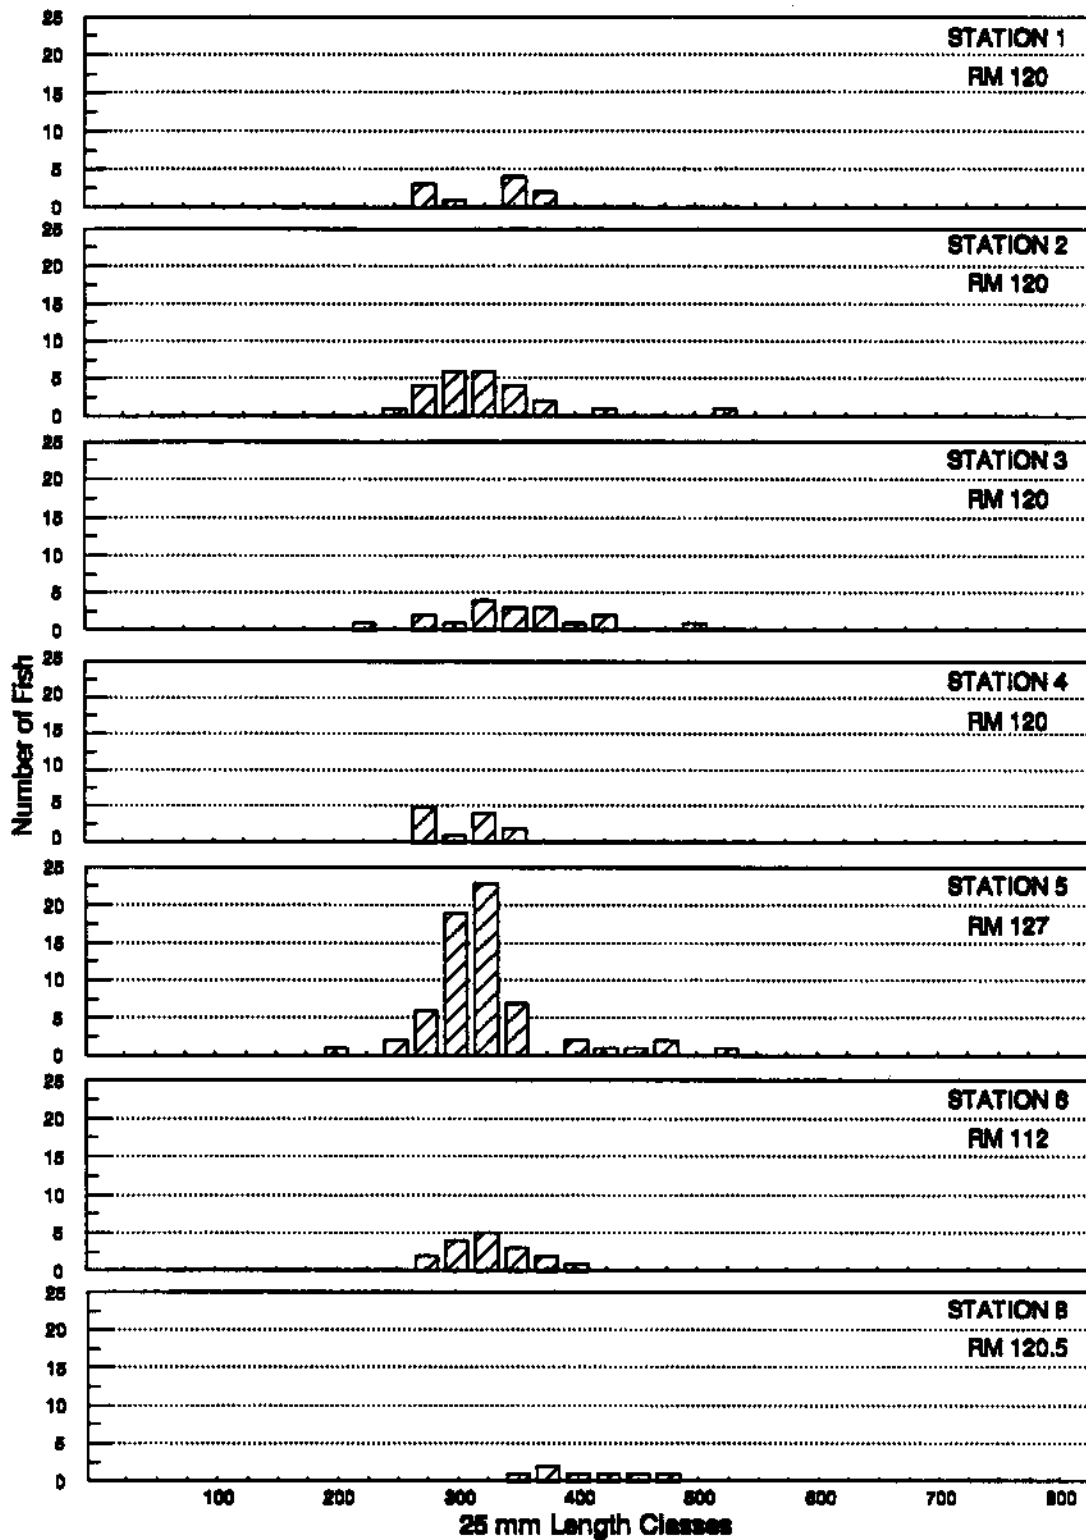 25
20
15
10
5
0
STATION 1
RM 120
25
20
15
10
5
0
STATION 2
RM 120
25
20
15
10
5
0
STATION 3
RM 120
25
20
15
10
5
0
STATION 4
RM 120
25
20
15
10
5
0
STATION 5
RM 127
25
20
15
10
5
0
STATION 6
RM 112
25
20
15
10
5
0
STATION 8
RM 120.5
Number of Fish
100 200 300 400 500 600 700 800
25 mm Length Classes